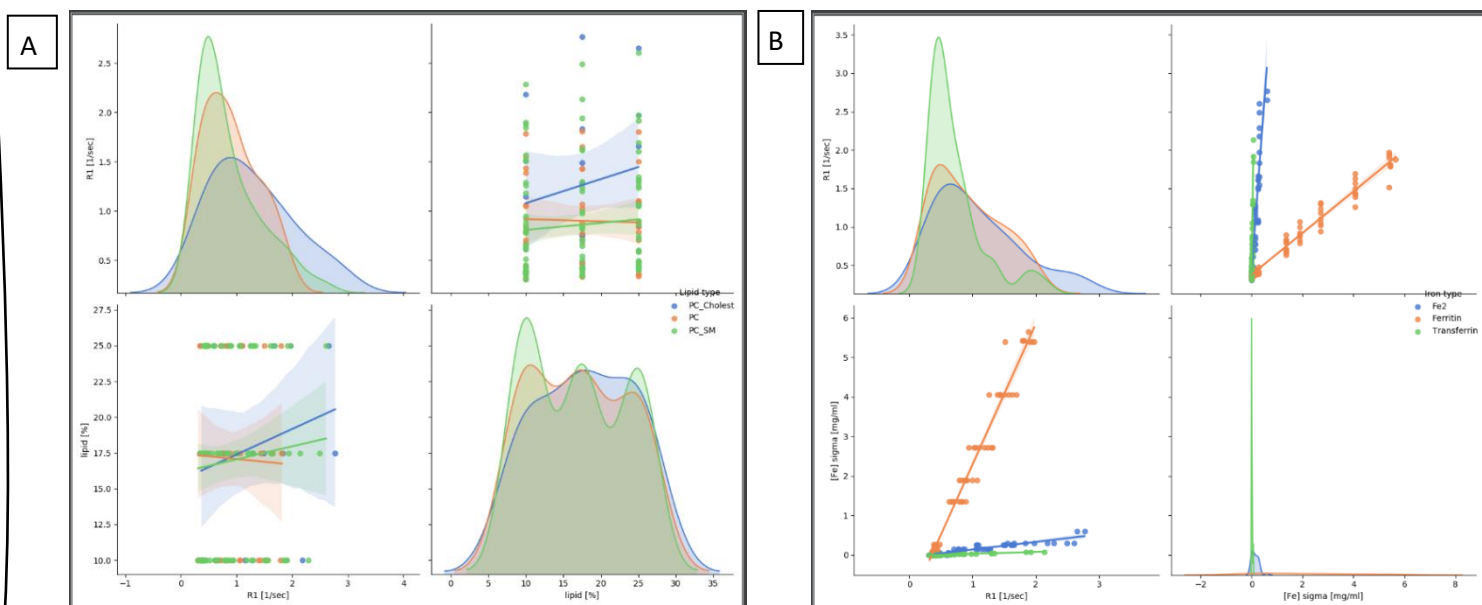 A
R1 [1/sec]
2.5
2.0
1.5
1.0
0.5
Lipid type
PC_Cholest
PC
PC_SM
lipid [%]
27.5
25.0
22.5
20.0
17.5
15.0
12.5
10.0
−1 0 1 2 3 4
R1 [1/sec]
0 5 10 15 20 25 30 35
lipid [%]
B
R1 [1/sec]
3.5
3.0
2.5
2.0
1.5
1.0
0.5
Iron type
Fe2
Ferritin
Transferrin
[Fe] sigma [mg/ml]
6
5
4
3
2
1
0
0 1 2 3
R1 [1/sec]
−2 0 2 4 6 8
[Fe] sigma [mg/ml]